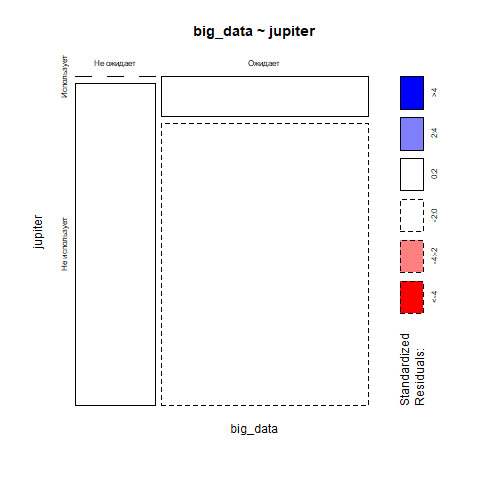 big_data ~ jupiter
Не ожидает
Ожидает
Использует
Не использует
jupiter
big_data
>4
2:4
0:2
-2:0
-4:-2
<-4
Standardized
Residuals: